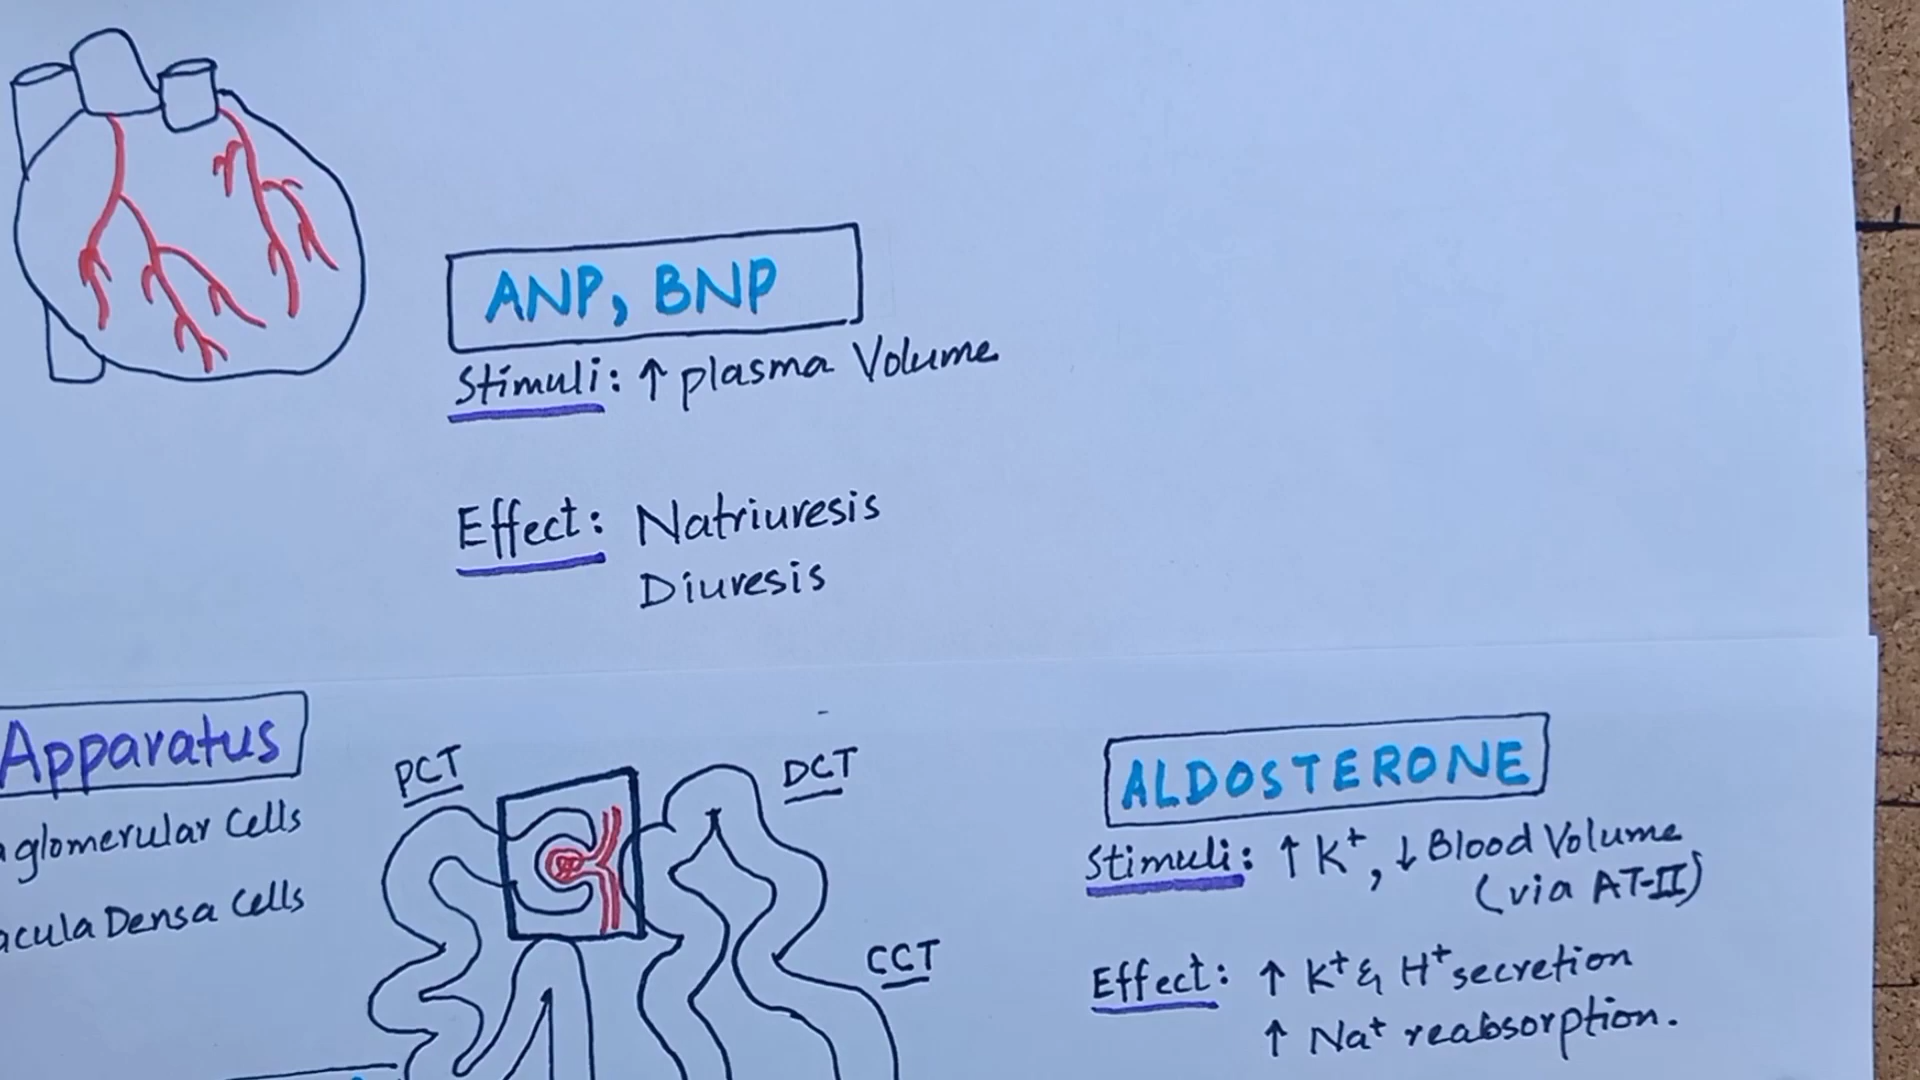 ANP, BNP
Stimuli: ↑ plasma Volume
Effect: Natriuresis
Diuresis
Apparatus
glomerular Cells
acula Densa Cells
PCT
DCT
CCT
ALDOSTERONE
Stimuli: ↑ K⁺, ↓ Blood Volume
(via AT-II)
Effect: ↑ K⁺ & H⁺ secretion
↑ Na⁺ reabsorption.